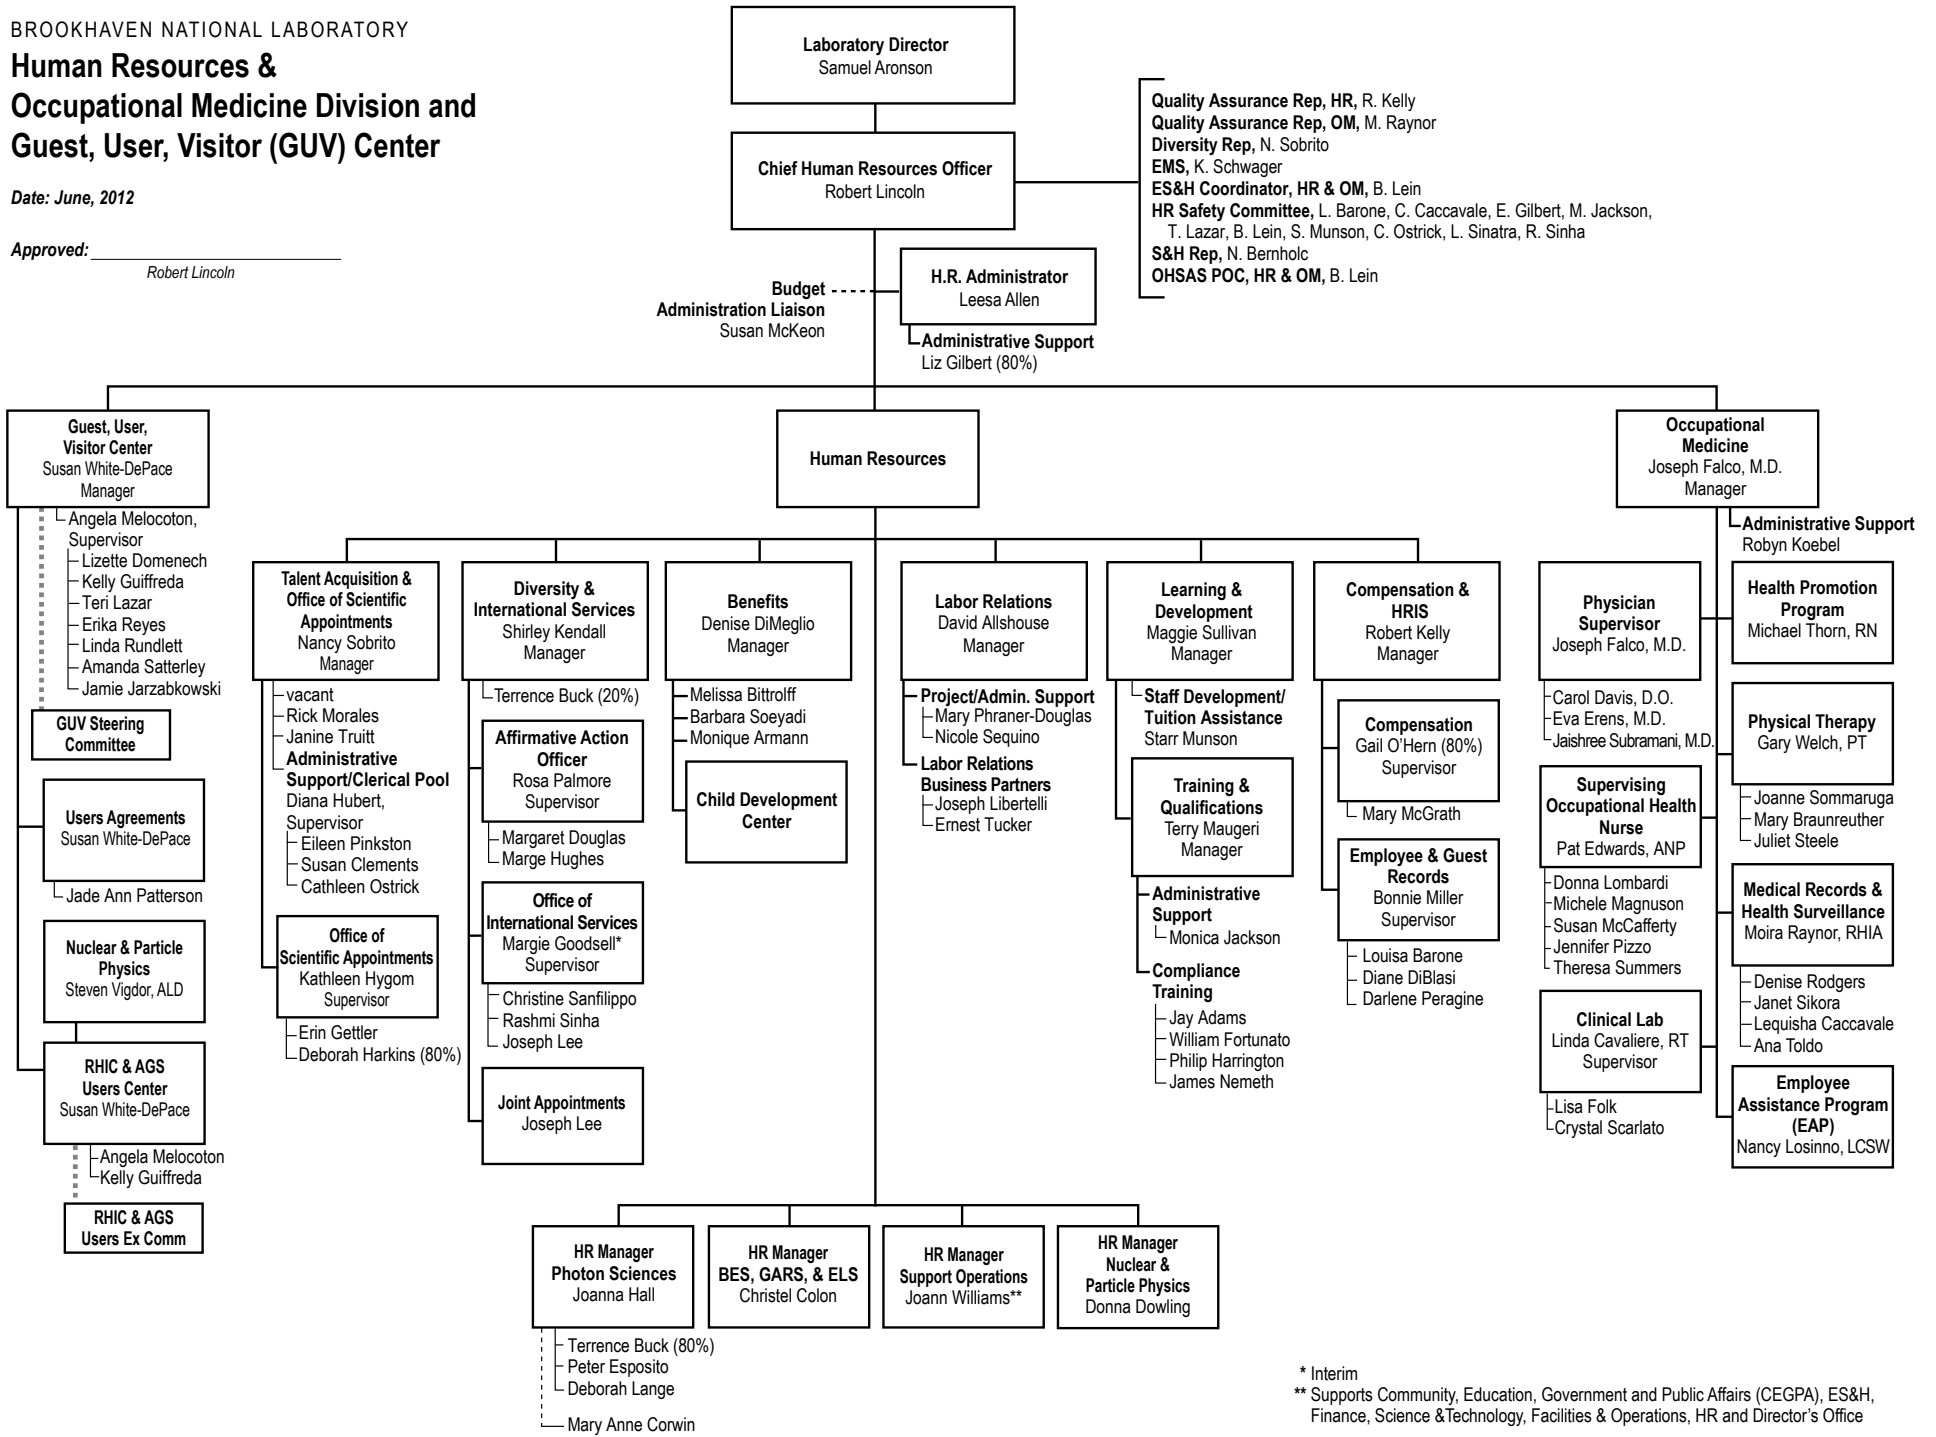 BROOKHAVEN NATIONAL LABORATORY
Human Resources &
Occupational Medicine Division and
Guest, User, Visitor (GUV) Center
Date: June, 2012
Approved:
Robert Lincoln
Laboratory Director
Samuel Aronson
Chief Human Resources Officer
Robert Lincoln
Quality Assurance Rep, HR, R. Kelly
Quality Assurance Rep, OM, M. Raynor
Diversity Rep, N. Sobrito
EMS, K. Schwager
ES&H Coordinator, HR & OM, B. Lein
HR Safety Committee, L. Barone, C. Caccavale, E. Gilbert, M. Jackson,
T. Lazar, B. Lein, S. Munson, C. Ostrick, L. Sinatra, R. Sinha
S&H Rep, N. Bernholc
OHSAS POC, HR & OM, B. Lein
Budget
Administration Liaison
Susan McKeon
H.R. Administrator
Leesa Allen
Administrative Support
Liz Gilbert (80%)
Guest, User,
Visitor Center
Susan White-DePace
Manager
Angela Melocoton,
Supervisor
Lizette Domenech
Kelly Guiffreda
Teri Lazar
Erika Reyes
Linda Rundlett
Amanda Satterley
Jamie Jarzabkowski
GUV Steering
Committee
Users Agreements
Susan White-DePace
Jade Ann Patterson
Nuclear & Particle
Physics
Steven Vigdor, ALD
RHIC & AGS
Users Center
Susan White-DePace
Angela Melocoton
Kelly Guiffreda
RHIC & AGS
Users Ex Comm
Human Resources
Talent Acquisition &
Office of Scientific
Appointments
Nancy Sobrito
Manager
vacant
Rick Morales
Janine Truitt
Administrative
Support/Clerical Pool
Diana Hubert,
Supervisor
Eileen Pinkston
Susan Clements
Cathleen Ostrick
Office of
Scientific Appointments
Kathleen Hygom
Supervisor
Erin Gettler
Deborah Harkins (80%)
Diversity &
International Services
Shirley Kendall
Manager
Terrence Buck (20%)
Affirmative Action
Officer
Rosa Palmore
Supervisor
Margaret Douglas
Marge Hughes
Office of
International Services
Margie Goodsell*
Supervisor
Christine Sanfilippo
Rashmi Sinha
Joseph Lee
Joint Appointments
Joseph Lee
Benefits
Denise DiMeglio
Manager
Melissa Bittrolff
Barbara Soeyadi
Monique Armann
Child Development
Center
Labor Relations
David Allshouse
Manager
Project/Admin. Support
Mary Phraner-Douglas
Nicole Sequino
Labor Relations
Business Partners
Joseph Libertelli
Ernest Tucker
Learning &
Development
Maggie Sullivan
Manager
Staff Development/
Tuition Assistance
Starr Munson
Training &
Qualifications
Terry Maugeri
Manager
Administrative
Support
Monica Jackson
Compliance
Training
Jay Adams
William Fortunato
Philip Harrington
James Nemeth
Compensation &
HRIS
Robert Kelly
Manager
Compensation
Gail O'Hern (80%)
Supervisor
Mary McGrath
Employee & Guest
Records
Bonnie Miller
Supervisor
Louisa Barone
Diane DiBlasi
Darlene Peragine
Occupational
Medicine
Joseph Falco, M.D.
Manager
Administrative Support
Robyn Koebel
Physician
Supervisor
Joseph Falco, M.D.
Carol Davis, D.O.
Eva Erens, M.D.
Jaishree Subramani, M.D.
Supervising
Occupational Health
Nurse
Pat Edwards, ANP
Donna Lombardi
Michele Magnuson
Susan McCafferty
Jennifer Pizzo
Theresa Summers
Clinical Lab
Linda Cavaliere, RT
Supervisor
Lisa Folk
Crystal Scarlato
Health Promotion
Program
Michael Thorn, RN
Physical Therapy
Gary Welch, PT
Joanne Sommaruga
Mary Braunreuther
Juliet Steele
Medical Records &
Health Surveillance
Moira Raynor, RHIA
Denise Rodgers
Janet Sikora
Lequisha Caccavale
Ana Toldo
Employee
Assistance Program
(EAP)
Nancy Losinno, LCSW
HR Manager
Photon Sciences
Joanna Hall
Terrence Buck (80%)
Peter Esposito
Deborah Lange
Mary Anne Corwin
HR Manager
BES, GARS, & ELS
Christel Colon
HR Manager
Support Operations
Joann Williams**
HR Manager
Nuclear &
Particle Physics
Donna Dowling
* Interim
** Supports Community, Education, Government and Public Affairs (CEGPA), ES&H,
Finance, Science &Technology, Facilities & Operations, HR and Director's Office